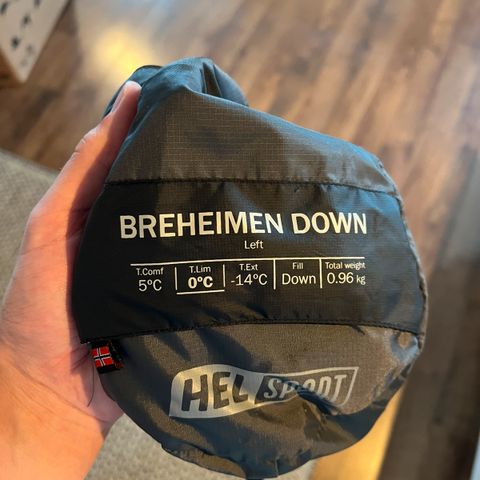 BREHEIMEN DOWN
Left
T.Comf T.Lim T.Ext Fill Total weight
5°C 0°C -14°C Down 0.96 kg
HELSPORT